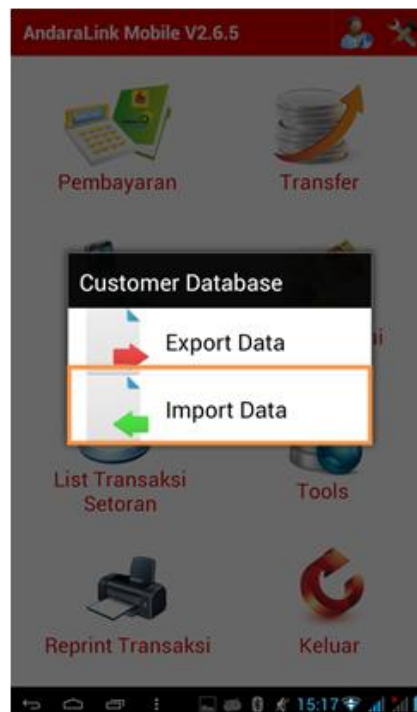 AndaraLink Mobile V2.6.5
Pembayaran
Transfer
Customer Database
Export Data
Import Data
List Transaksi
Setoran
Tools
Reprint Transaksi
Keluar
15:17